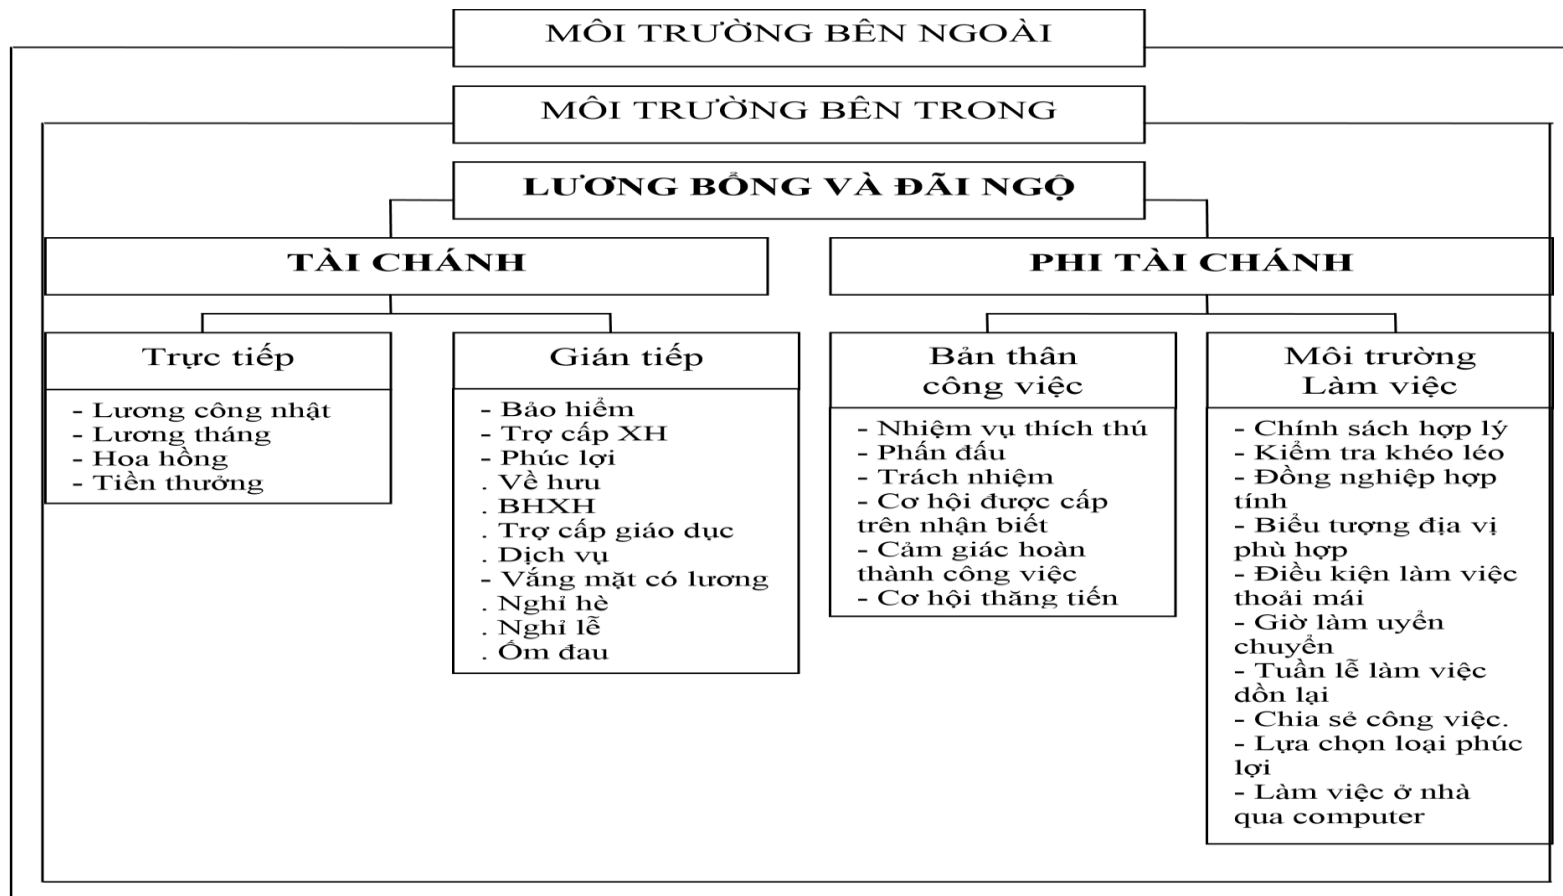 MÔI TRƯỜNG BÊN NGOÀI
MÔI TRƯỜNG BÊN TRONG
LƯƠNG BỔNG VÀ ĐÃI NGỘ
TÀI CHÁNH
PHI TÀI CHÁNH
Trực tiếp
- Lương công nhật
- Lương tháng
- Hoa hồng
- Tiền thưởng
Gián tiếp
- Bảo hiểm
- Trợ cấp XH
- Phúc lợi
. Về hưu
. BHXH
. Trợ cấp giáo dục
. Dịch vụ
- Vắng mặt có lương
. Nghỉ hè
. Nghỉ lễ
. Ốm đau
Bản thân
công việc
- Nhiệm vụ thích thú
- Phấn đấu
- Trách nhiệm
- Cơ hội được cấp
trên nhận biết
- Cảm giác hoàn
thành công việc
- Cơ hội thăng tiến
Môi trường
Làm việc
- Chính sách hợp lý
- Kiểm tra khéo léo
- Đồng nghiệp hợp
tính
- Biểu tượng địa vị
phù hợp
- Điều kiện làm việc
thoải mái
- Giờ làm uyển
chuyển
- Tuần lễ làm việc
dồn lại
- Chia sẻ công việc.
- Lựa chọn loại phúc
lợi
- Làm việc ở nhà
qua computer